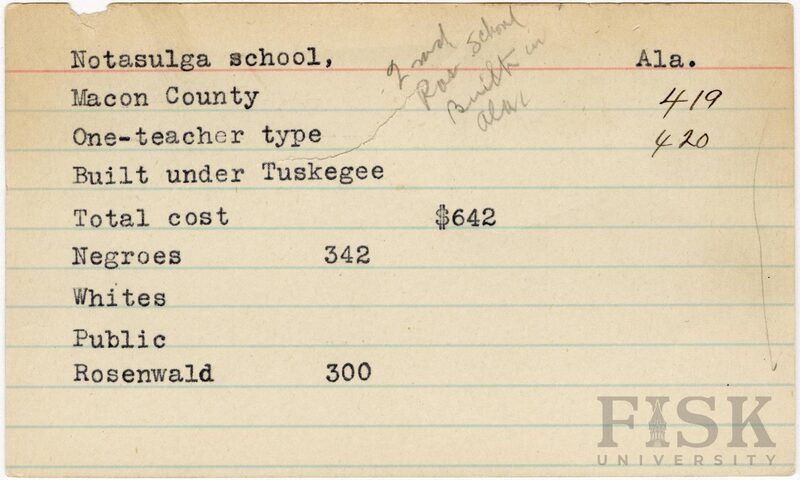 Notasulga school, Ala.
2nd
Ros School
Built in
Ala.
Macon County 419
One-teacher type 420
Built under Tuskegee
Total cost $642
Negroes 342
Whites
Public
Rosenwald 300
FISK
UNIVERSITY